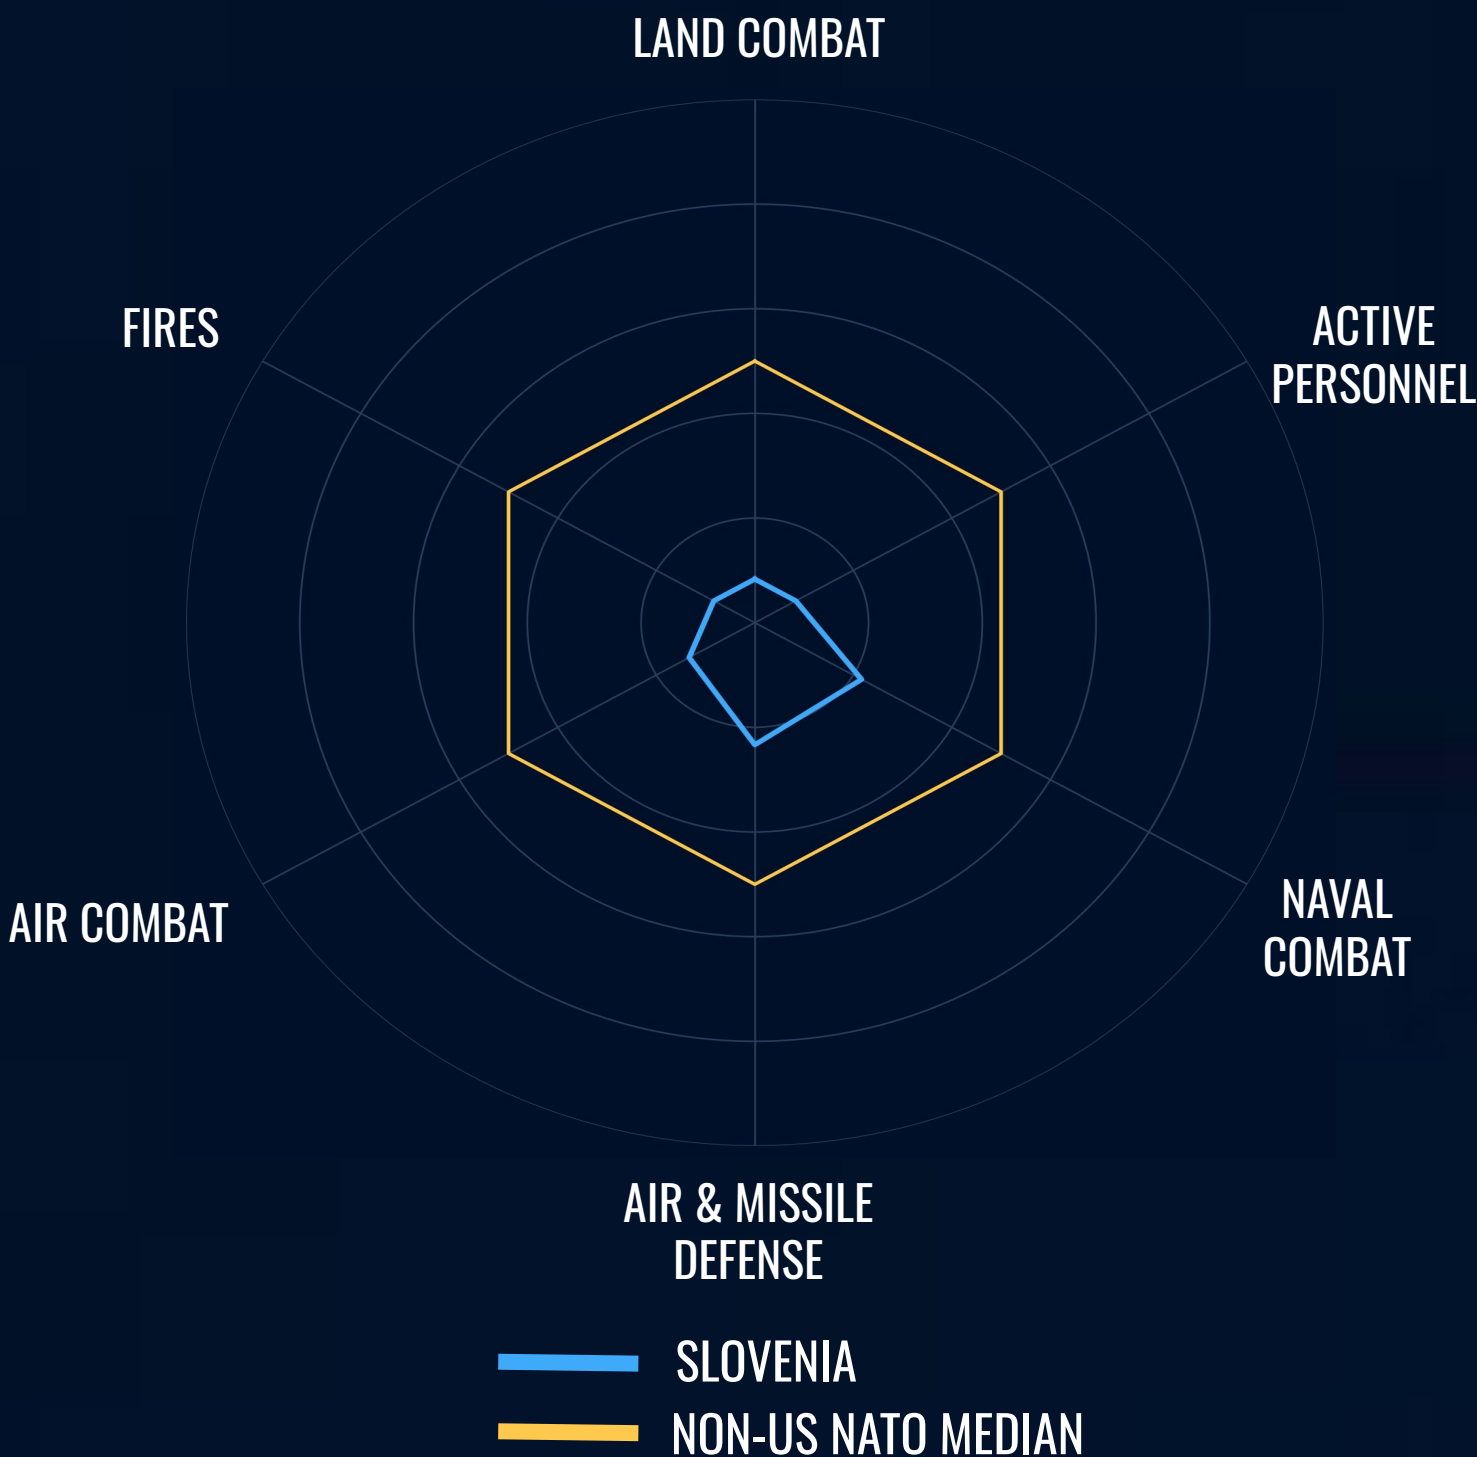 LAND COMBAT
FIRES
ACTIVE
PERSONNEL
AIR COMBAT
NAVAL
COMBAT
AIR & MISSILE
DEFENSE
SLOVENIA
NON-US NATO MEDIAN